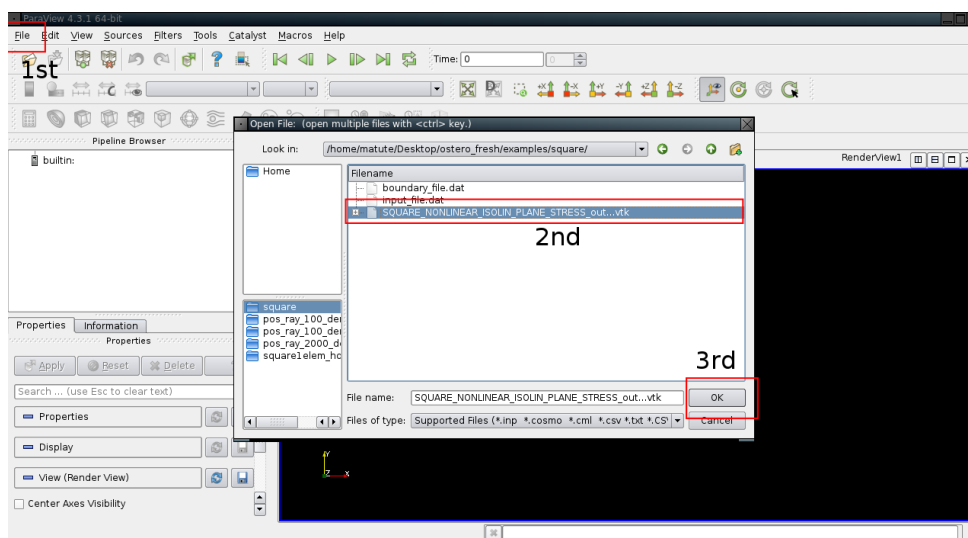 ParaView 4.3.1 64-bit
File Edit View Sources Filters Tools Catalyst Macros Help
1st
Time: 0
0
Pipeline Browser
builtin:
RenderView1
Open File: (open multiple files with <ctrl> key.)
Look in: /home/matute/Desktop/ostero_fresh/examples/square/
Home
Filename
boundary_file.dat
input_file.dat
SQUARE_NONLINEAR_ISOLIN_PLANE_STRESS_out...vtk
2nd
square
pos_ray_100_de
pos_ray_100_de
pos_ray_2000_d
square1elem_ho
3rd
File name: SQUARE_NONLINEAR_ISOLIN_PLANE_STRESS_out...vtk OK
Files of type: Supported Files (*.inp *.cosmo *.cml *.csv *.txt *.CS Cancel
Properties Information
Properties
Apply Reset Delete
Search ... (use Esc to clear text)
Properties
Display
View (Render View)
Center Axes Visibility
Y
Z X